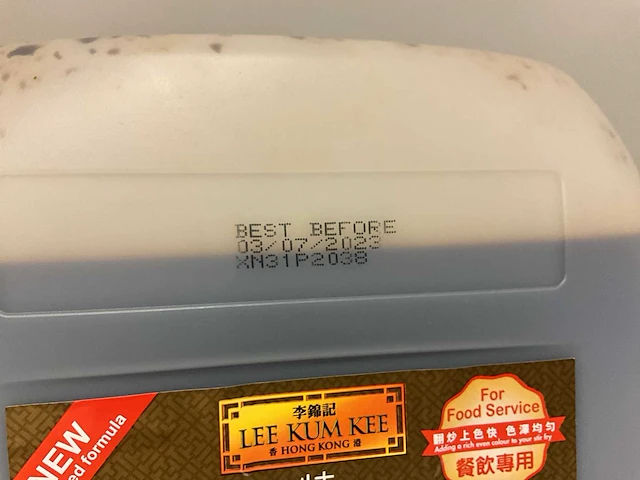 BEST BEFORE
03/07/2023
XN31P2038
李錦記
LEE KUM KEE
香 HONG KONG 港
For
Food Service
翻炒上色快 色澤均勻
Adding a rich even colour to your stir fry
餐飲專用
NEW
ed formula